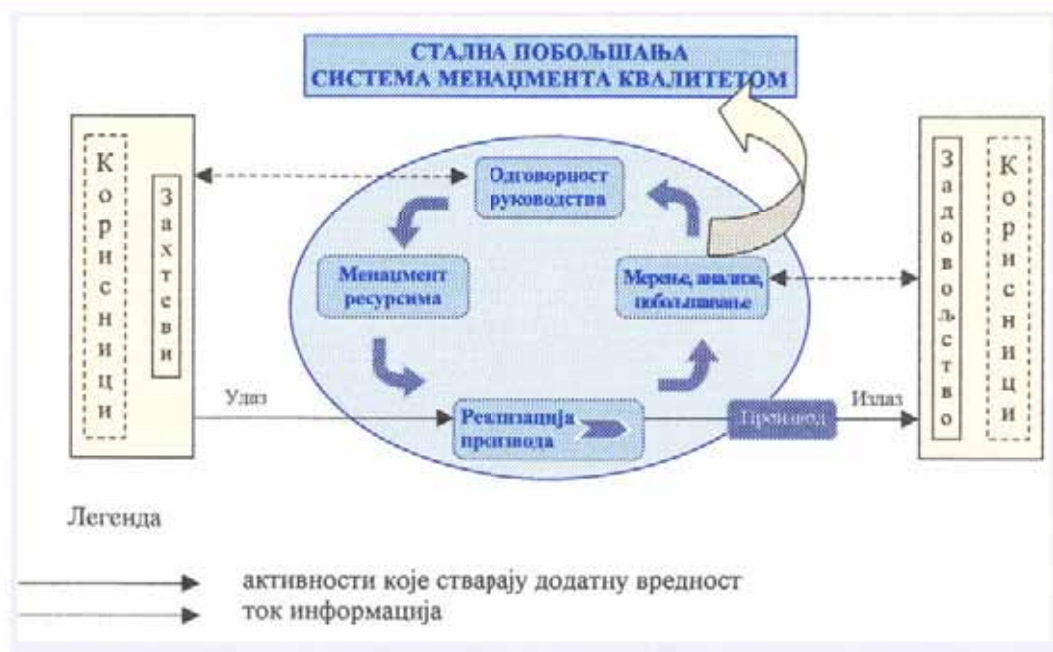 СТАЛНА ПОБОЉШАЊА
СИСТЕМА МЕНАЏМЕНТА КВАЛИТЕТОМ
Корисници
Захтеви
Одговорност
руководства
Менаџмент
ресурсима
Мерење, анализе,
побољшавање
Задовољство
Корисници
Улаз
Реализација
производа
Производ
Излаз
Легенда
активности које стварају додатну вредност
ток информација